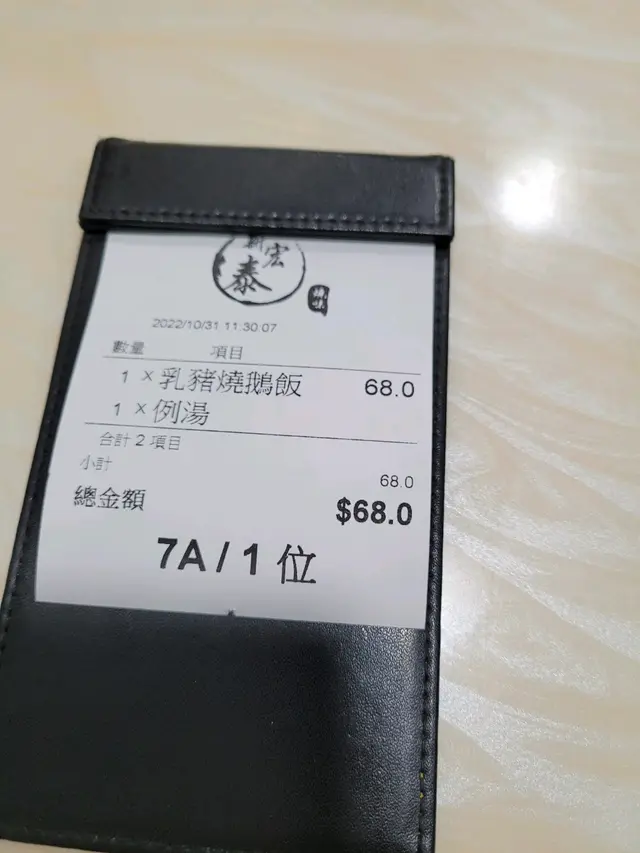 宏
泰
燒味
2022/10/31 11:30:07
數量 項目
1 × 乳豬燒鵝飯 68.0
1 × 例湯
合計 2 項目
小計 68.0
總金額 $68.0
7A / 1 位